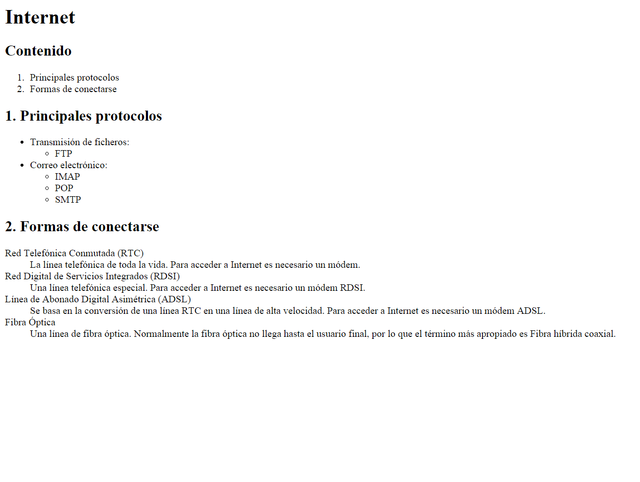 Internet
Contenido
1. Principales protocolos
2. Formas de conectarse
1. Principales protocolos
• Transmisión de ficheros:
◦ FTP
• Correo electrónico:
◦ IMAP
◦ POP
◦ SMTP
2. Formas de conectarse
Red Telefónica Conmutada (RTC)
La línea telefónica de toda la vida. Para acceder a Internet es necesario un módem.
Red Digital de Servicios Integrados (RDSI)
Una línea telefónica especial. Para acceder a Internet es necesario un módem RDSI.
Línea de Abonado Digital Asimétrica (ADSL)
Se basa en la conversión de una línea RTC en una línea de alta velocidad. Para acceder a Internet es necesario un módem ADSL.
Fibra Óptica
Una línea de fibra óptica. Normalmente la fibra óptica no llega hasta el usuario final, por lo que el término más apropiado es Fibra híbrida coaxial.